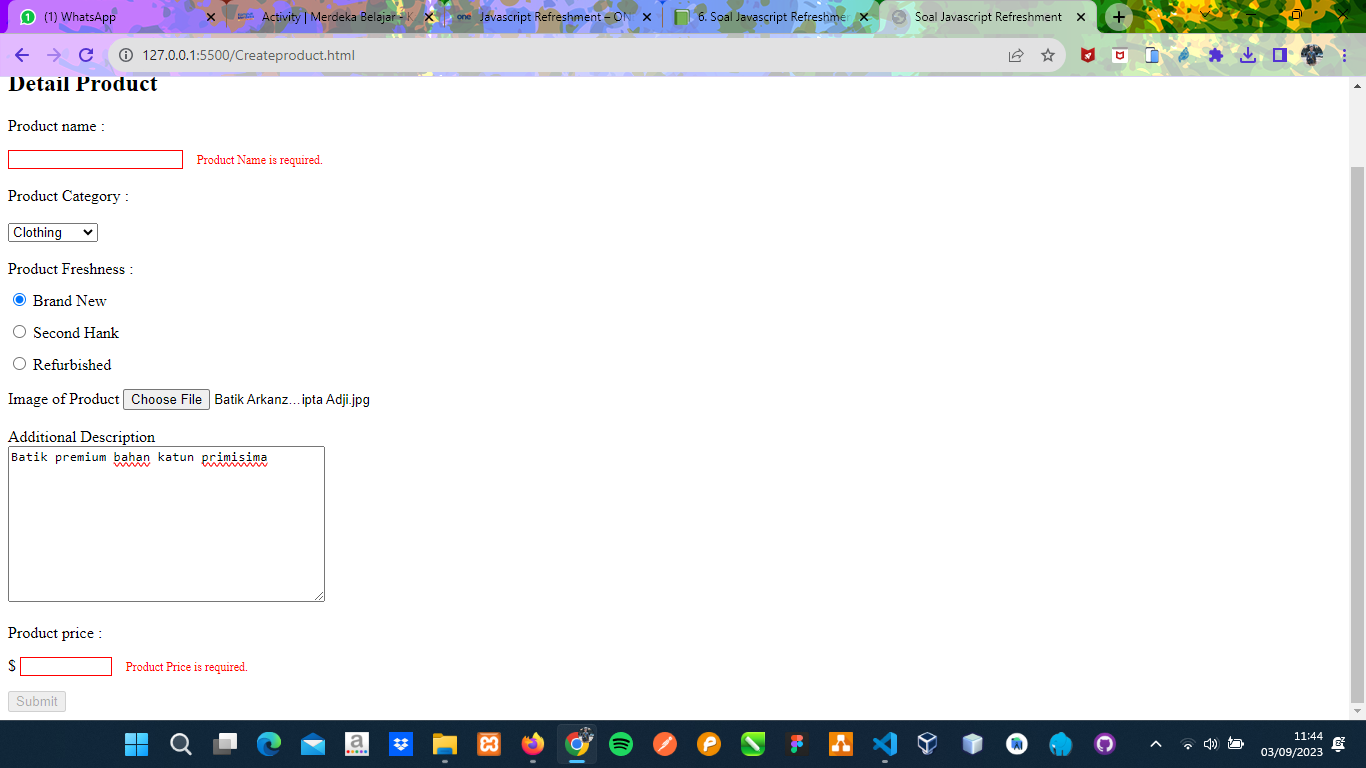 (1) WhatsApp
Activity | Merdeka Belajar - K
one Javascript Refreshment – ON
6. Soal Javascript Refreshmen
Soal Javascript Refreshment
127.0.0.1:5500/Createproduct.html
Detail Product
Product name :
Product Name is required.
Product Category :
Clothing
Product Freshness :
Brand New
Second Hank
Refurbished
Image of Product Choose File Batik Arkanz...ipta Adji.jpg
Additional Description
Batik premium bahan katun primisima
Product price :
$ Product Price is required.
Submit
11:44
03/09/2023